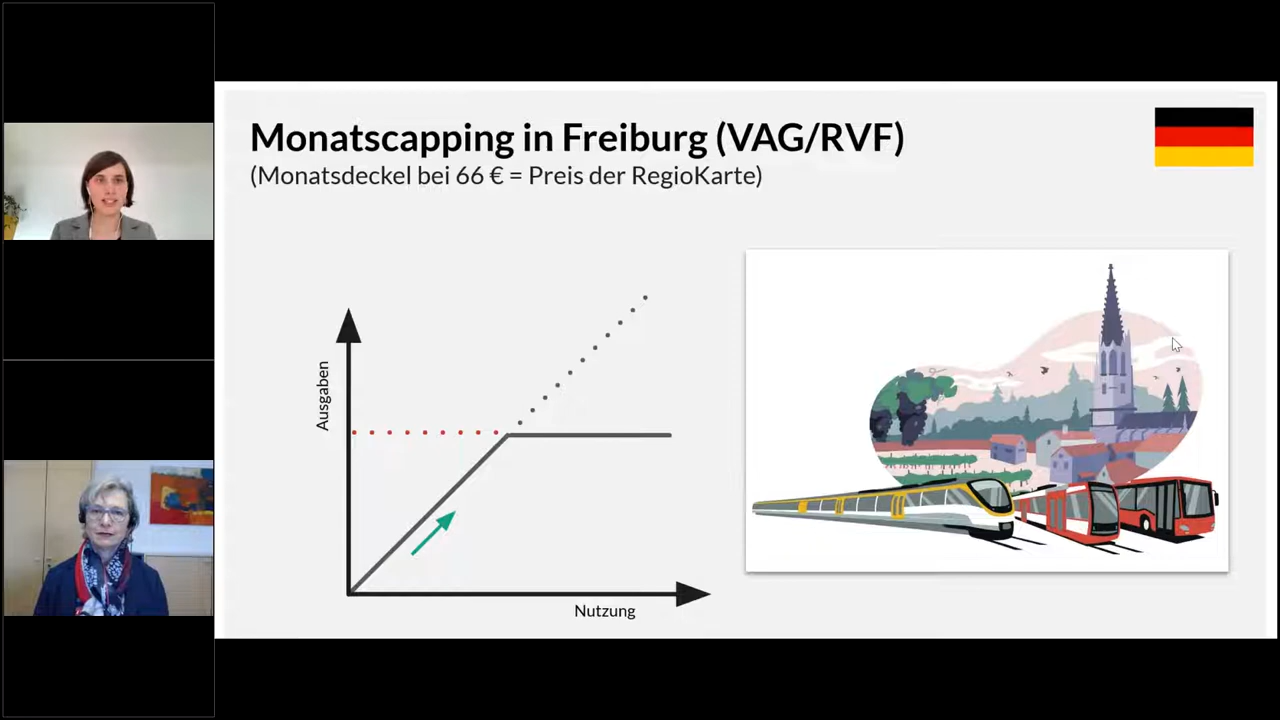 Monatscapping in Freiburg (VAG/RVF)
(Monatsdeckel bei 66 € = Preis der RegioKarte)
Ausgaben
Nutzung